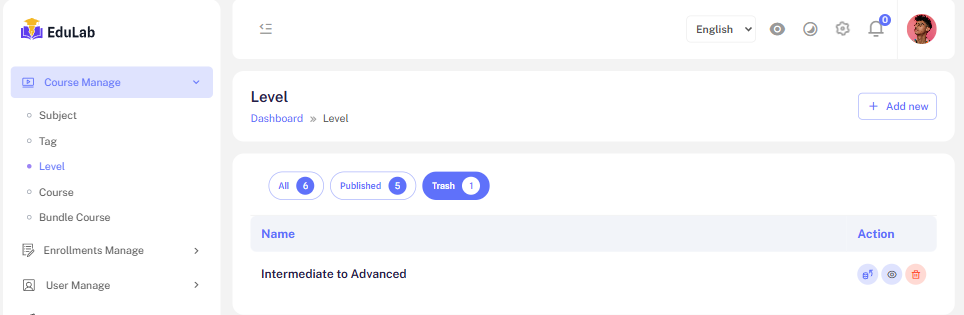 EduLab
English
0
Course Manage
Subject
Tag
Level
Course
Bundle Course
Enrollments Manage
User Manage
Level
Dashboard » Level
+ Add new
All 6
Published 5
Trash 1
Name Action
Intermediate to Advanced